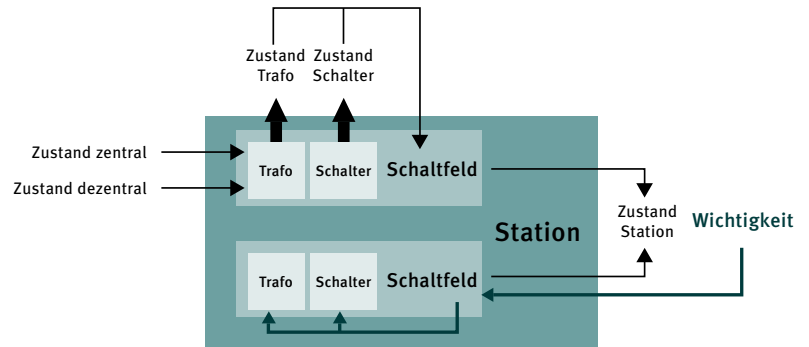 Zustand
Trafo
Zustand
Schalter
Zustand zentral
Zustand dezentral
Trafo
Schalter
Schaltfeld
Station
Zustand
Station
Wichtigkeit
Trafo
Schalter
Schaltfeld